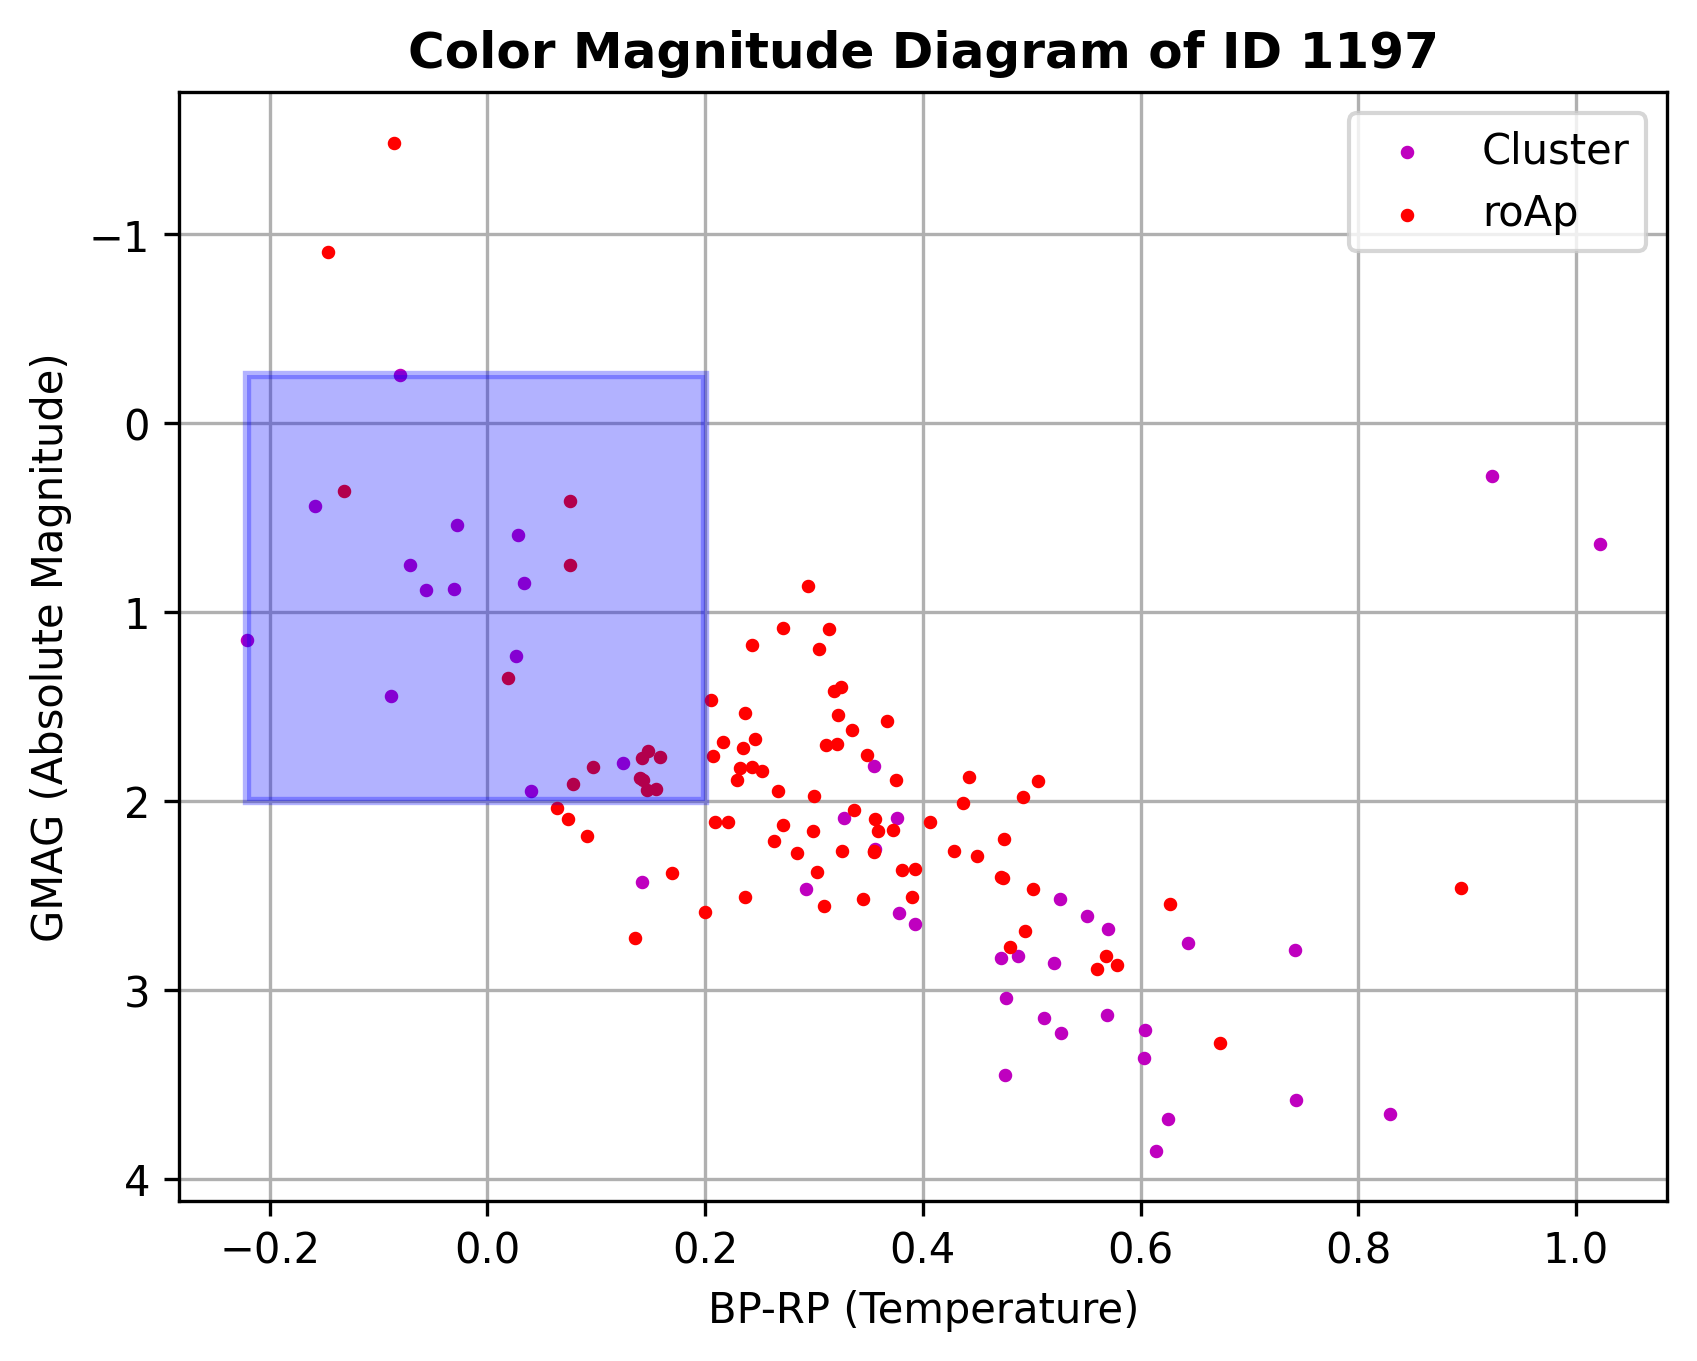 Color Magnitude Diagram of ID 1197
Cluster
roAp
GMAG (Absolute Magnitude)
−1
0
1
2
3
4
−0.2 0.0 0.2 0.4 0.6 0.8 1.0
BP-RP (Temperature)